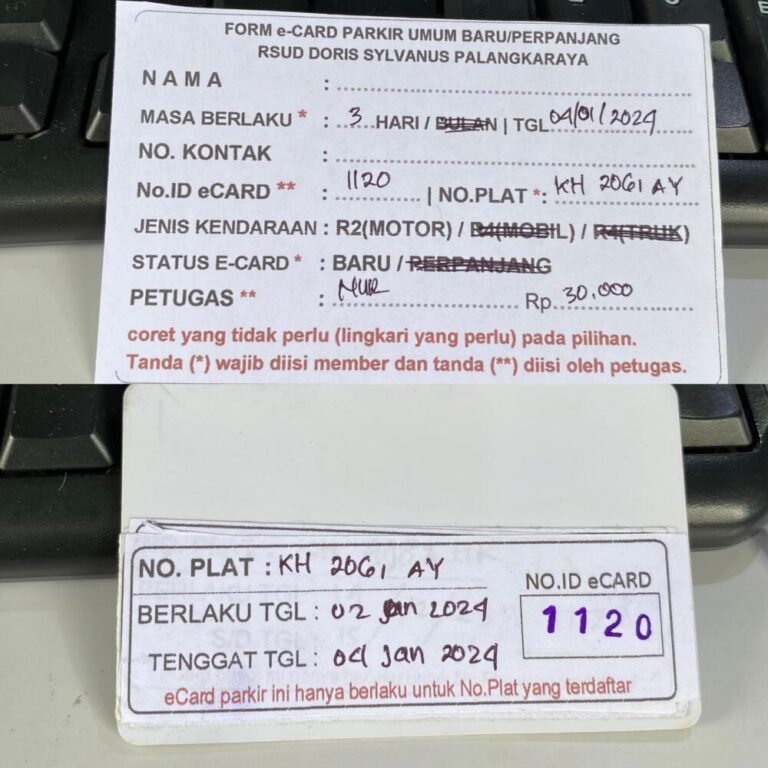 FORM e-CARD PARKIR UMUM BARU/PERPANJANG
RSUD DORIS SYLVANUS PALANGKARAYA
NAMA :
MASA BERLAKU * : 3 HARI / BULAN | TGL 04/01/2024
NO. KONTAK :
No.ID eCARD ** : 1120 | NO.PLAT *: KH 2061 AY
JENIS KENDARAAN : R2(MOTOR) / R4(MOBIL) / R4(TRUK)
STATUS E-CARD * : BARU / PERPANJANG
PETUGAS ** : NUR Rp. 30.000
coret yang tidak perlu (lingkari yang perlu) pada pilihan.
Tanda (*) wajib diisi member dan tanda (**) diisi oleh petugas.
NO. PLAT : KH 2061 AY
NO.ID eCARD
BERLAKU TGL : 02 Jan 2024
1120
TENGGAT TGL : 04 Jan 2024
eCard parkir ini hanya berlaku untuk No.Plat yang terdaftar